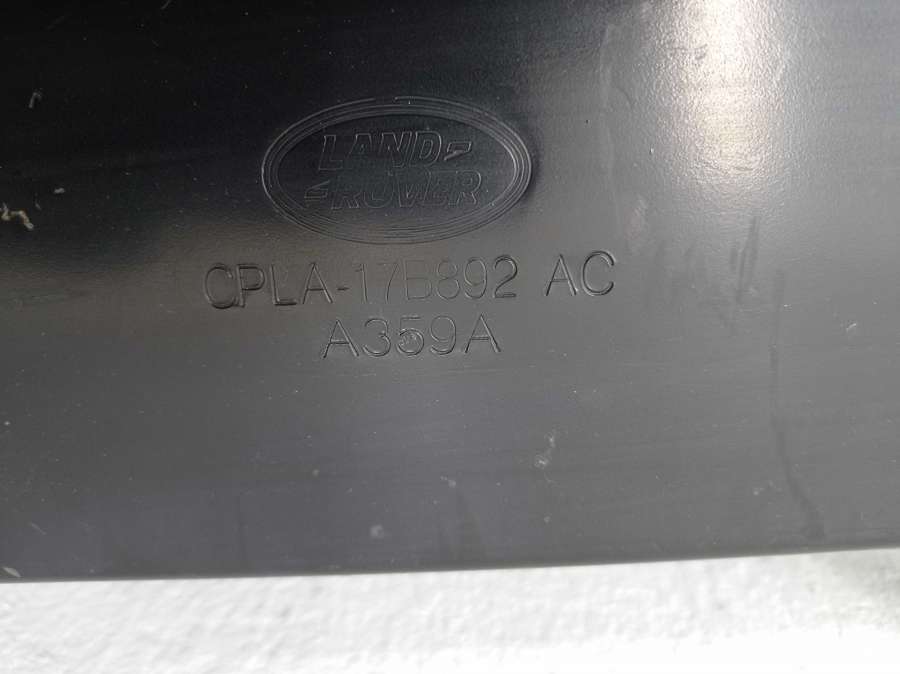 LAND
ROVER
CPLA-17B892 AC
A359A